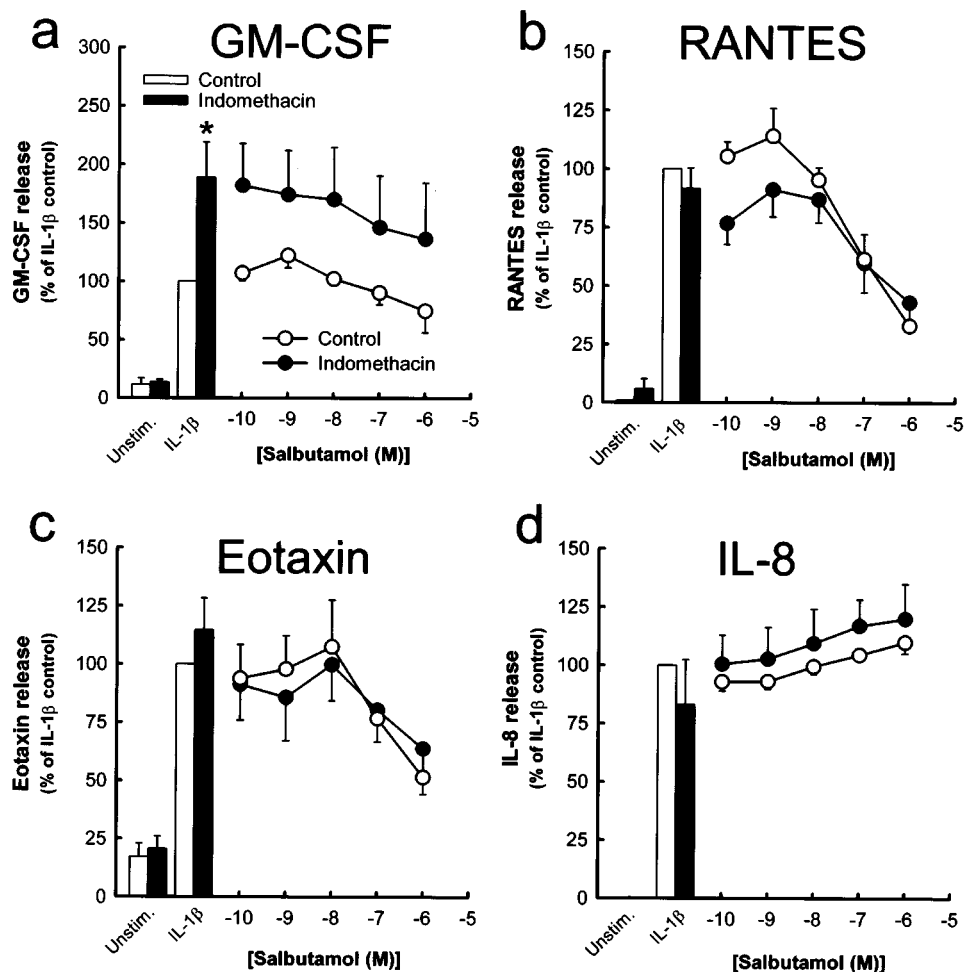 a
GM-CSF
300
250
200
150
100
50
0
GM-CSF release
(% of IL-1β control)
Control
Indomethacin
*
Control
Indomethacin
Unstim.
IL-1β
-10 -9 -8 -7 -6 -5
[Salbutamol (M)]
b
RANTES
150
125
100
75
50
25
0
RANTES release
(% of IL-1β control)
Unstim.
IL-1β
-10 -9 -8 -7 -6 -5
[Salbutamol (M)]
c
Eotaxin
150
125
100
75
50
25
0
Eotaxin release
(% of IL-1β control)
Unstim.
IL-1β
-10 -9 -8 -7 -6 -5
[Salbutamol (M)]
d
IL-8
150
125
100
75
50
25
0
IL-8 release
(% of IL-1β control)
Unstim.
IL-1β
-10 -9 -8 -7 -6 -5
[Salbutamol (M)]